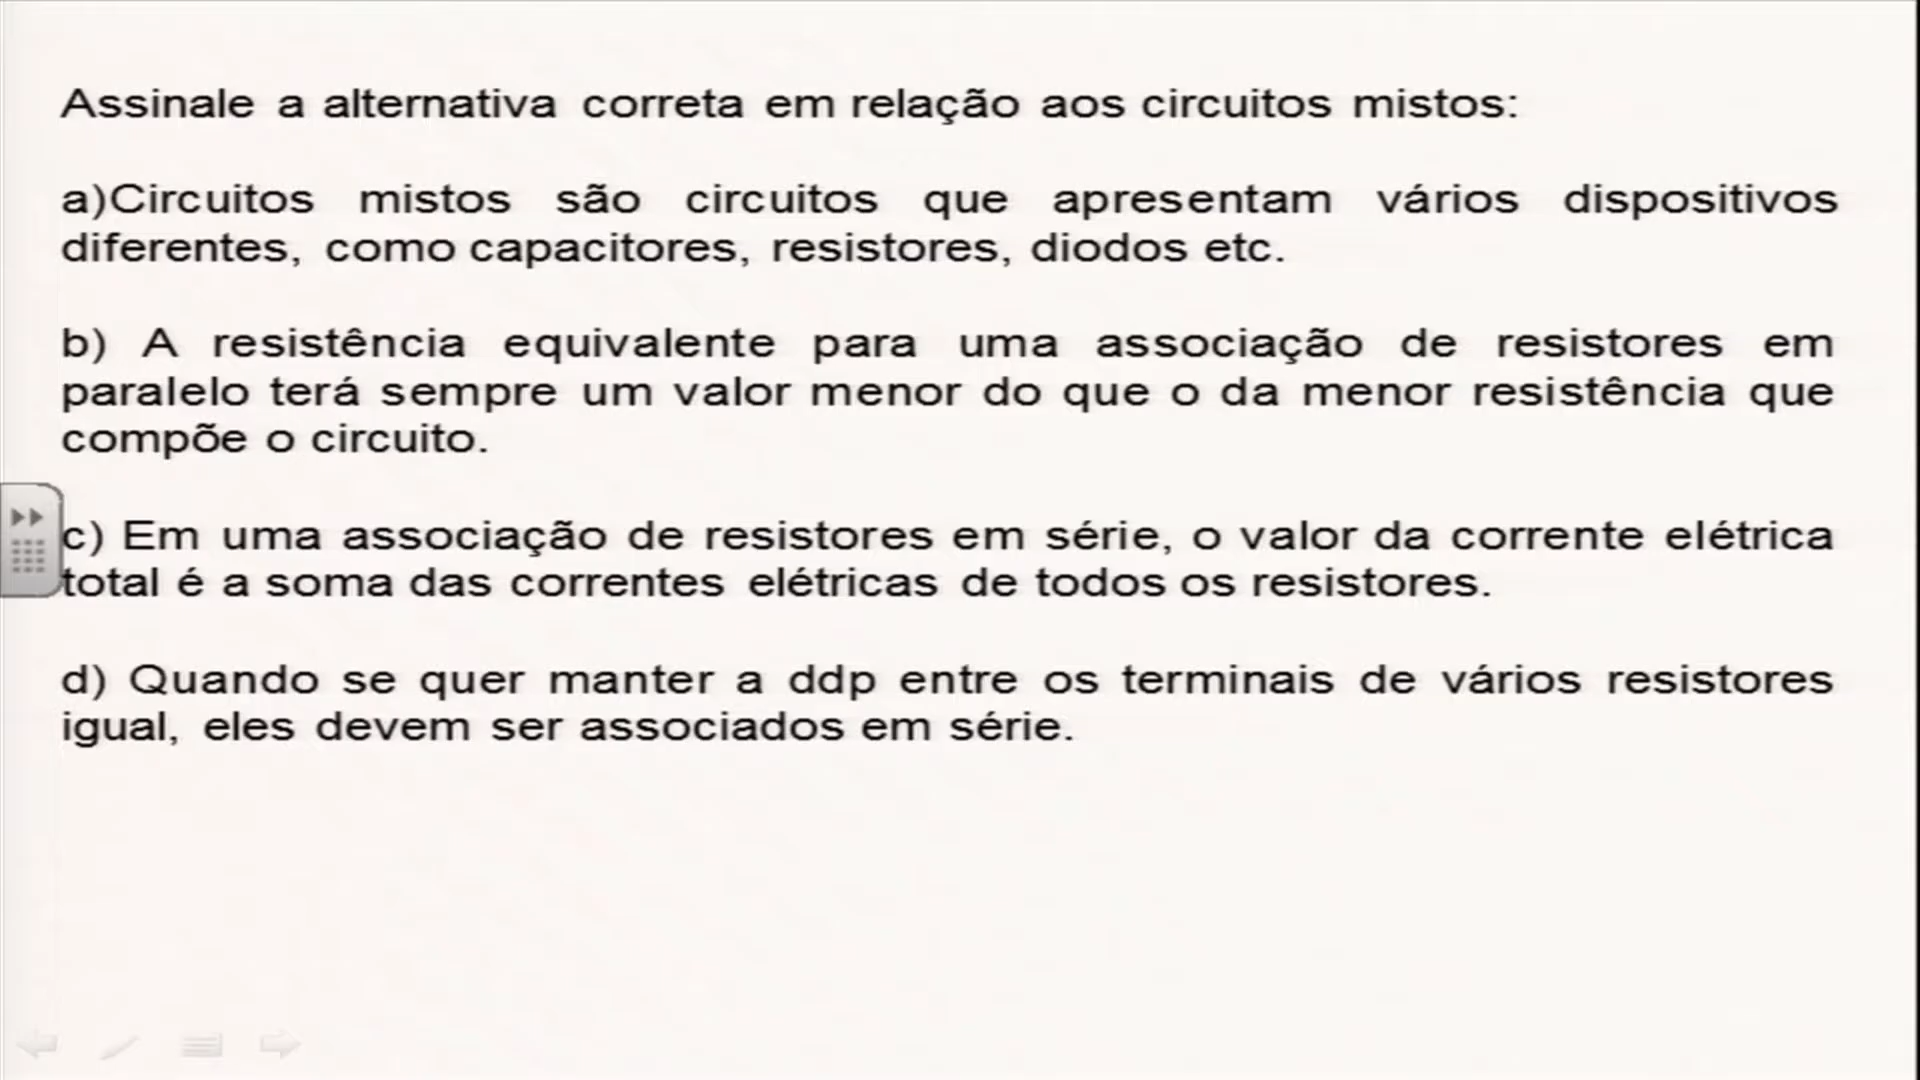 Assinale a alternativa correta em relação aos circuitos mistos:
a)Circuitos mistos são circuitos que apresentam vários dispositivos
diferentes, como capacitores, resistores, diodos etc.
b) A resistência equivalente para uma associação de resistores em
paralelo terá sempre um valor menor do que o da menor resistência que
compõe o circuito.
c) Em uma associação de resistores em série, o valor da corrente elétrica
total é a soma das correntes elétricas de todos os resistores.
d) Quando se quer manter a ddp entre os terminais de vários resistores
igual, eles devem ser associados em série.